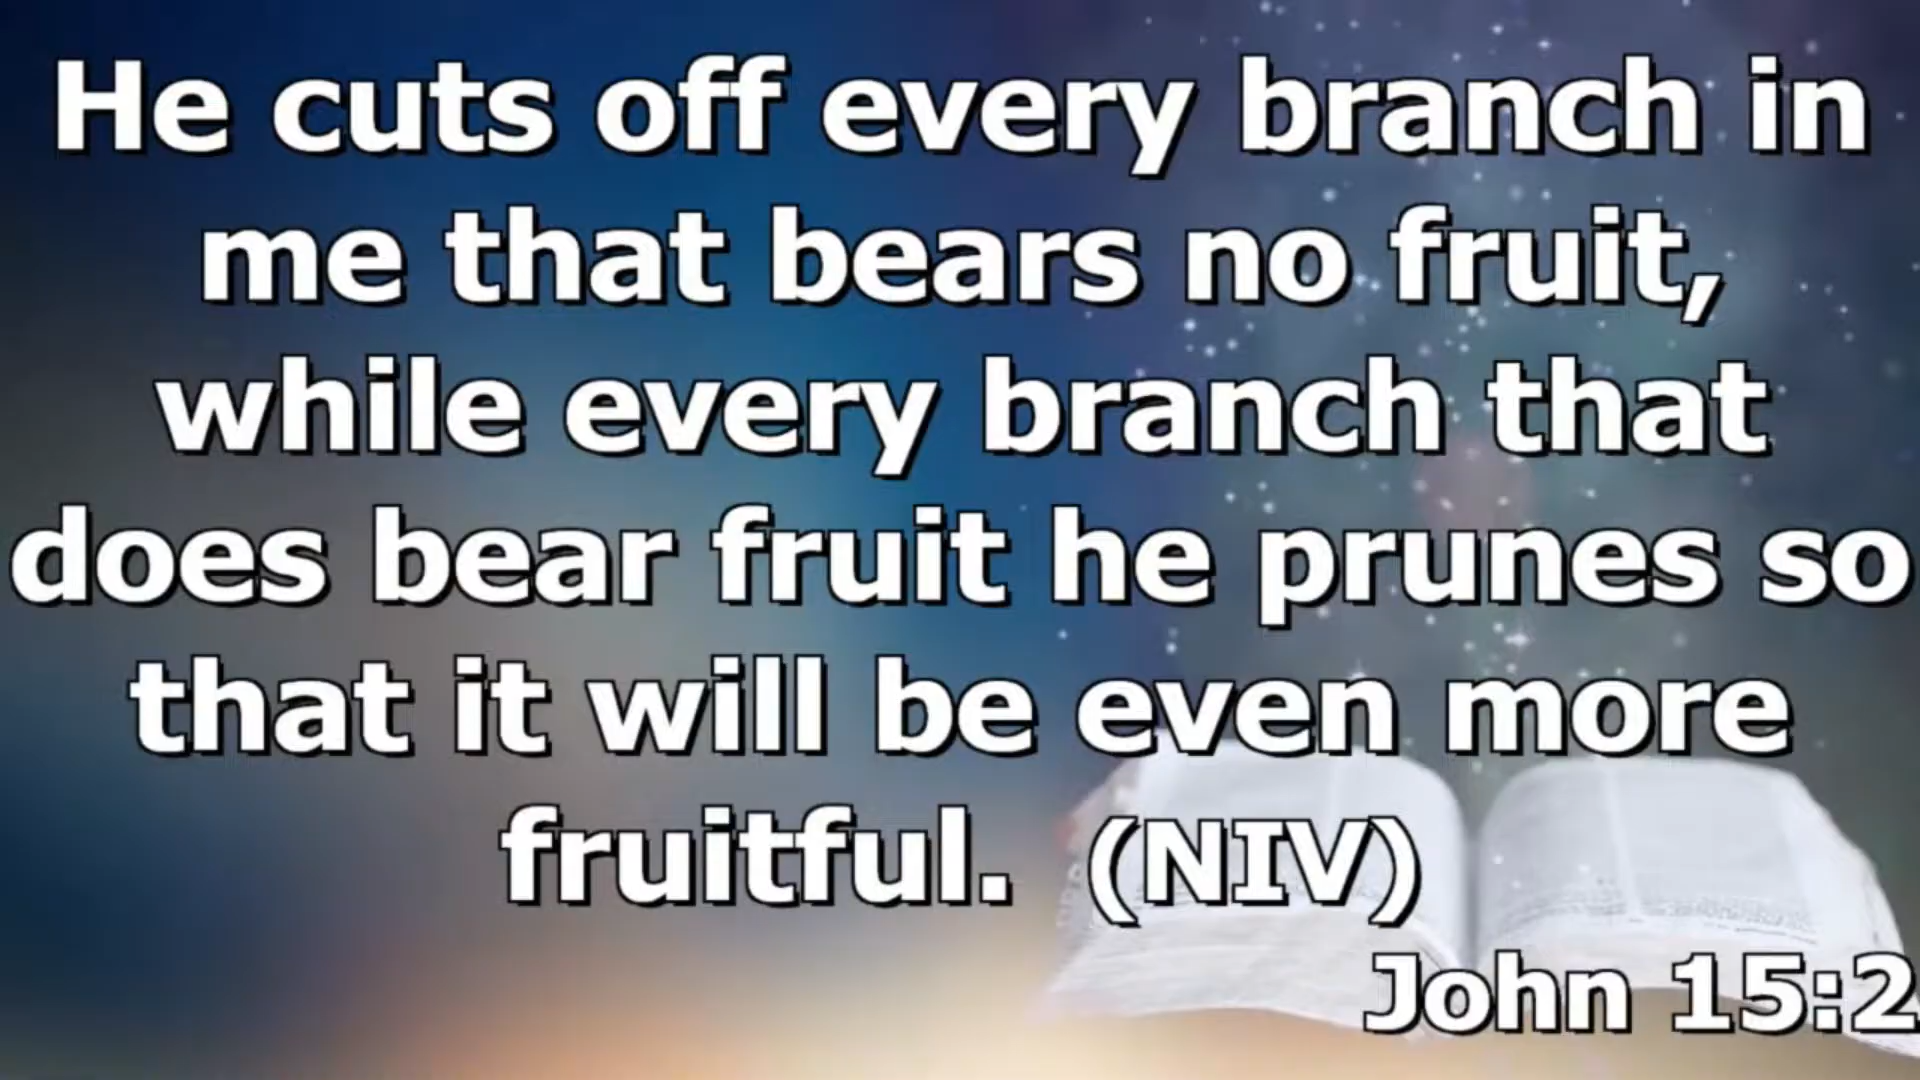 He cuts off every branch in
me that bears no fruit,
while every branch that
does bear fruit he prunes so
that it will be even more
fruitful. (NIV)
John 15:2